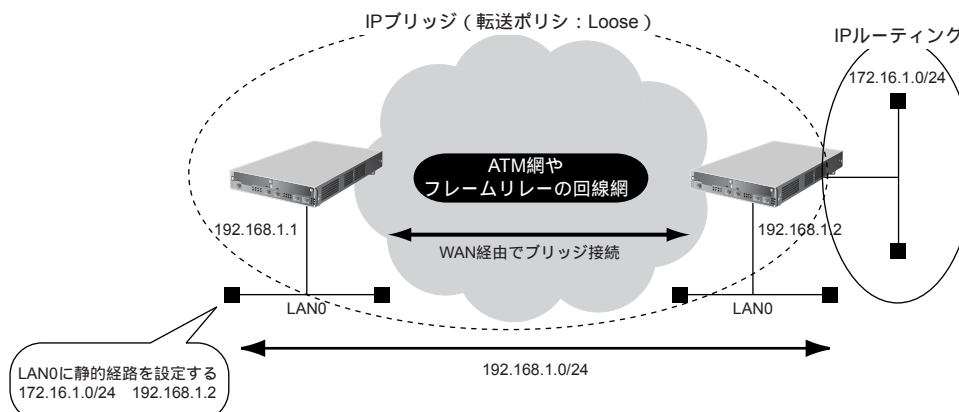 IPブリッジ（転送ポリシ：Loose）
IPルーティング
172.16.1.0/24
ATM網や
フレームリレーの回線網
192.168.1.1
192.168.1.2
WAN経由でブリッジ接続
LAN0
LAN0
192.168.1.0/24
LAN0に静的経路を設定する
172.16.1.0/24　192.168.1.2